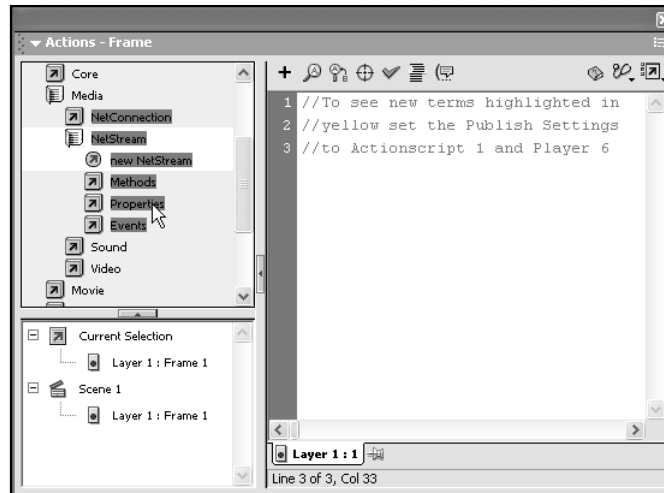 Actions - Frame
Core
Media
NetConnection
NetStream
new NetStream
Methods
Properties
Events
Sound
Video
Movie
Current Selection
Layer 1 : Frame 1
Scene 1
Layer 1 : Frame 1
1 //To see new terms highlighted in
2 //yellow set the Publish Settings
3 //to Actionscript 1 and Player 6
Layer 1 : 1
Line 3 of 3, Col 33